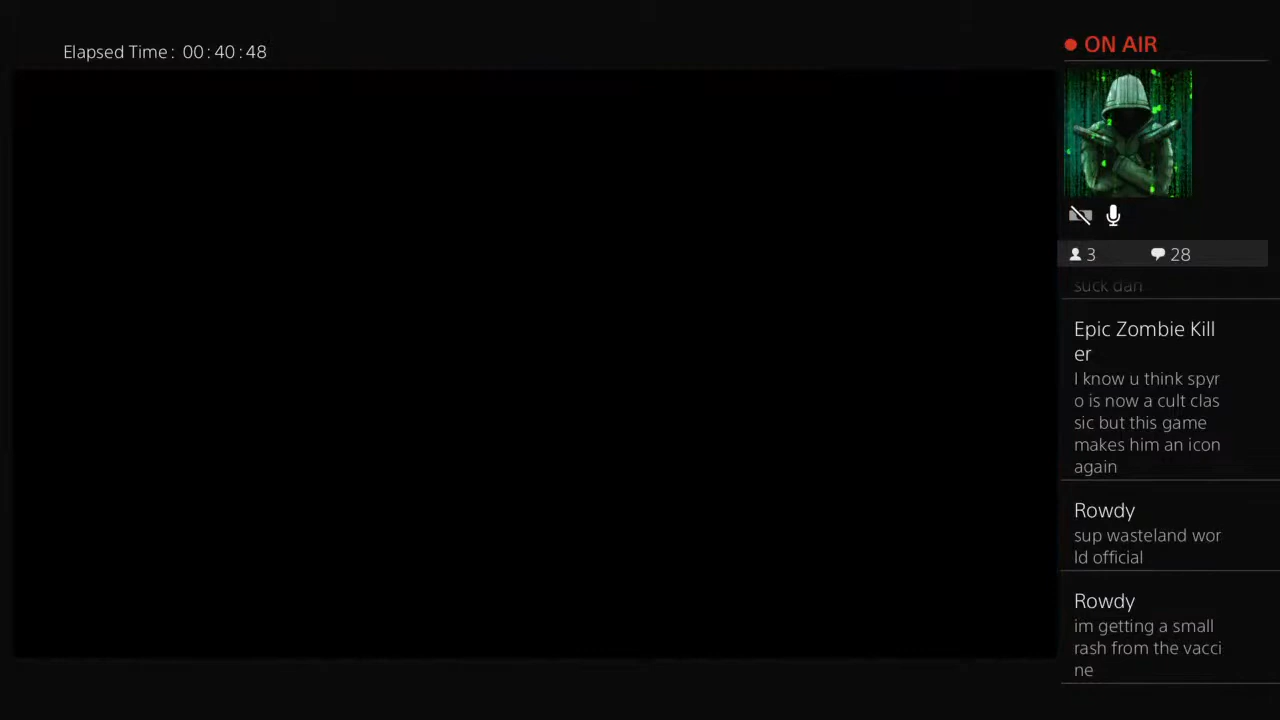 Elapsed Time: 00:40:48
ON AIR
3 28
suck dan
Epic Zombie Kill
er
I know u think spyr
o is now a cult clas
sic but this game
makes him an icon
again
Rowdy
sup wasteland wor
ld official
Rowdy
im getting a small
rash from the vacci
ne